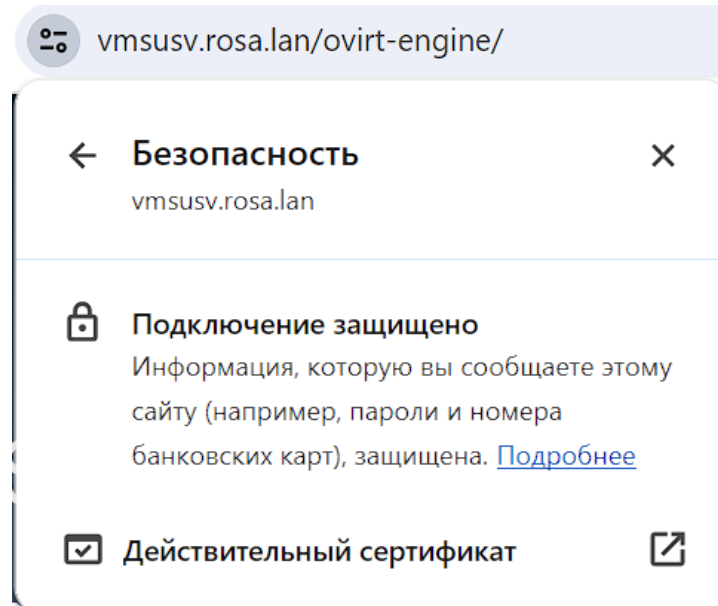 vmsusv.rosa.lan/ovirt-engine/
Безопасность
vmsusv.rosa.lan
Подключение защищено
Информация, которую вы сообщаете этому
сайту (например, пароли и номера
банковских карт), защищена. Подробнее
Действительный сертификат